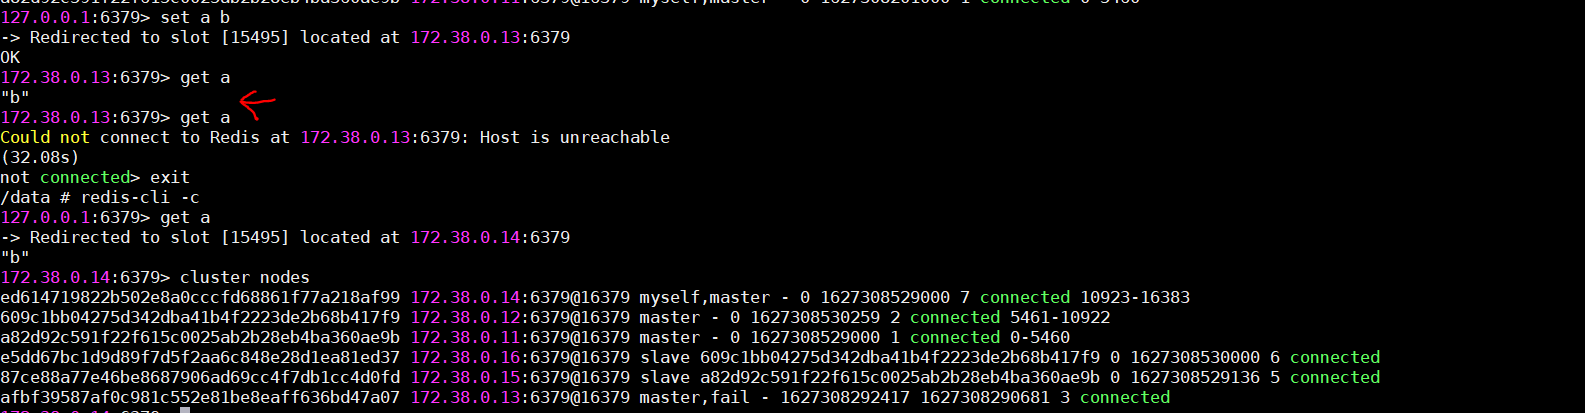 a82d92c591f22f615c0025ab2b28eb4ba360ae9b 172.38.0.11:6379@16379 myself,master - 0 1627308201000 1 connected 0-5460
127.0.0.1:6379> set a b
-> Redirected to slot [15495] located at 172.38.0.13:6379
OK
172.38.0.13:6379> get a
"b"
172.38.0.13:6379> get a
Could not connect to Redis at 172.38.0.13:6379: Host is unreachable
(32.08s)
not connected> exit
/data # redis-cli -c
127.0.0.1:6379> get a
-> Redirected to slot [15495] located at 172.38.0.14:6379
"b"
172.38.0.14:6379> cluster nodes
ed614719822b502e8a0cccfd68861f77a218af99 172.38.0.14:6379@16379 myself,master - 0 1627308529000 7 connected 10923-16383
609c1bb04275d342dba41b4f2223de2b68b417f9 172.38.0.12:6379@16379 master - 0 1627308530259 2 connected 5461-10922
a82d92c591f22f615c0025ab2b28eb4ba360ae9b 172.38.0.11:6379@16379 master - 0 1627308529000 1 connected 0-5460
e5dd67bc1d9d89f7d5f2aa6c848e28d1ea81ed37 172.38.0.16:6379@16379 slave 609c1bb04275d342dba41b4f2223de2b68b417f9 0 1627308530000 6 connected
87ce88a77e46be8687906ad69cc4f7db1cc4d0fd 172.38.0.15:6379@16379 slave a82d92c591f22f615c0025ab2b28eb4ba360ae9b 0 1627308529136 5 connected
afbf39587af0c981c552e81be8eaff636bd47a07 172.38.0.13:6379@16379 master,fail - 1627308292417 1627308290681 3 connected
172.38.0.14:6379>